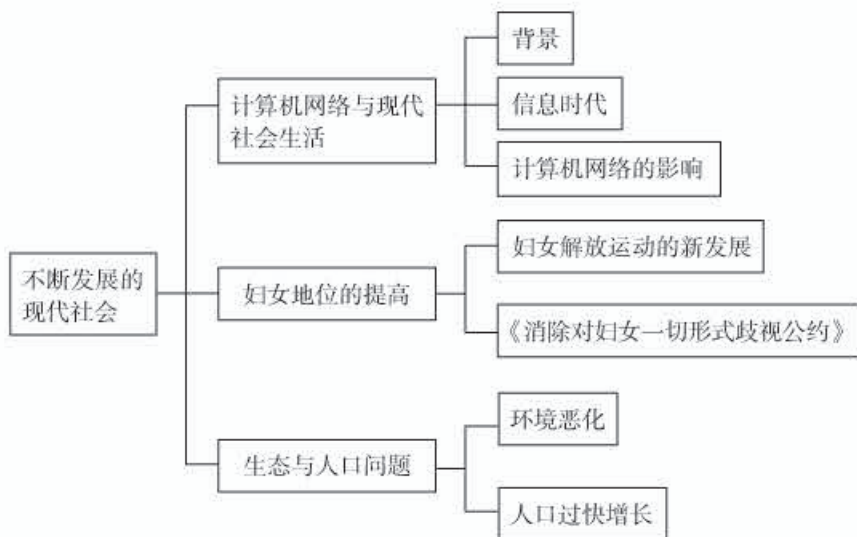 不断发展的
现代社会
计算机网络与现代
社会生活
背景
信息时代
计算机网络的影响
妇女地位的提高
妇女解放运动的新发展
《消除对妇女一切形式歧视公约》
生态与人口问题
环境恶化
人口过快增长